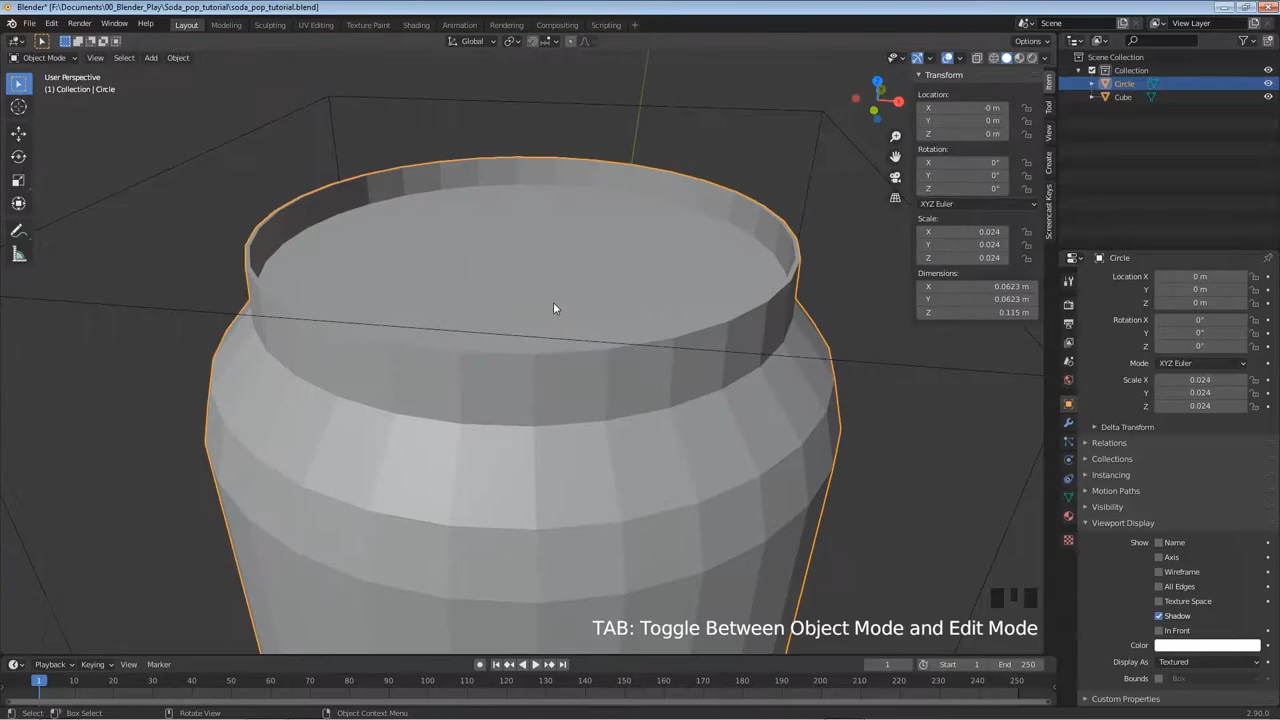 Blender* [F:\Documents\00_Blender_Play\Soda_pop_tutorial\soda_pop_tutorial.blend]
File Edit Render Window Help Layout Modeling Sculpting UV Editing Texture Paint Shading Animation Rendering Compositing Scripting + Scene View Layer
Global Options
Object Mode View Select Add Object
User Perspective
(1) Collection | Circle
Transform
Location:
X -0 m
Y 0 m
Z 0 m
Rotation:
X 0°
Y 0°
Z 0°
XYZ Euler
Scale:
X 0.024
Y 0.024
Z 0.024
Dimensions:
X 0.0623 m
Y 0.0623 m
Z 0.115 m
Item
Tool
View
Create
Screencast Keys
Scene Collection
Collection
Circle
Cube
Circle
Location X 0 m
Y 0 m
Z 0 m
Rotation X 0°
Y 0°
Z 0°
Mode XYZ Euler
Scale X 0.024
Y 0.024
Z 0.024
Delta Transform
Relations
Collections
Instancing
Motion Paths
Visibility
Viewport Display
Show Name
Axis
Wireframe
All Edges
Texture Space
Shadow
In Front
Color
Display As Textured
Bounds Box
Custom Properties
TAB: Toggle Between Object Mode and Edit Mode
Playback Keying View Marker 1 Start 1 End 250
1 10 20 30 40 50 60 70 80 90 100 110 120 130 140 150 160 170 180 190 200 210 220 230 240 250
Select Box Select Rotate View Object Context Menu 2.90.0